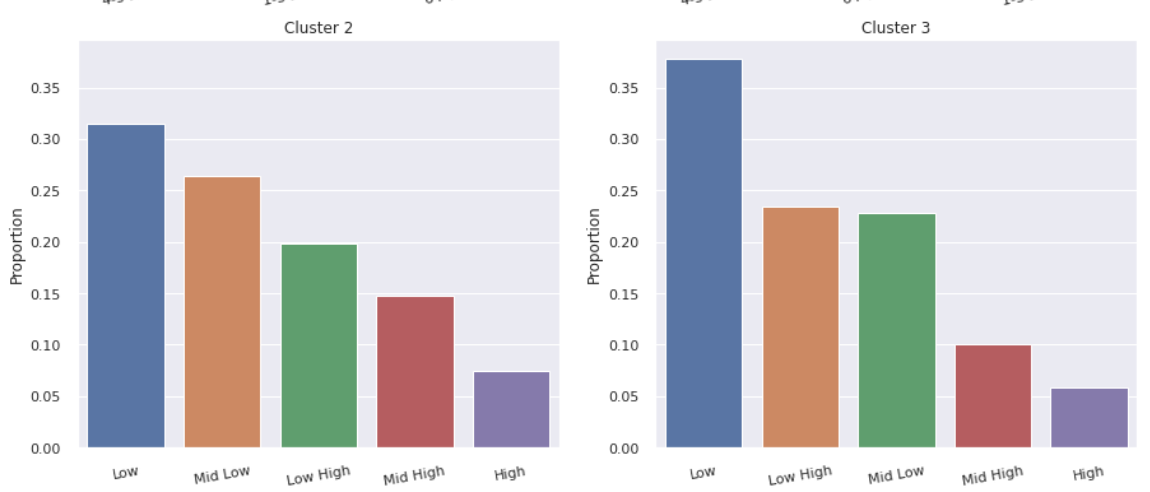 Cluster 2
0.35
0.30
0.25
0.20
0.15
0.10
0.05
0.00
Proportion
Low
Mid Low
Low High
Mid High
High
Cluster 3
0.35
0.30
0.25
0.20
0.15
0.10
0.05
0.00
Proportion
Low
Low High
Mid Low
Mid High
High